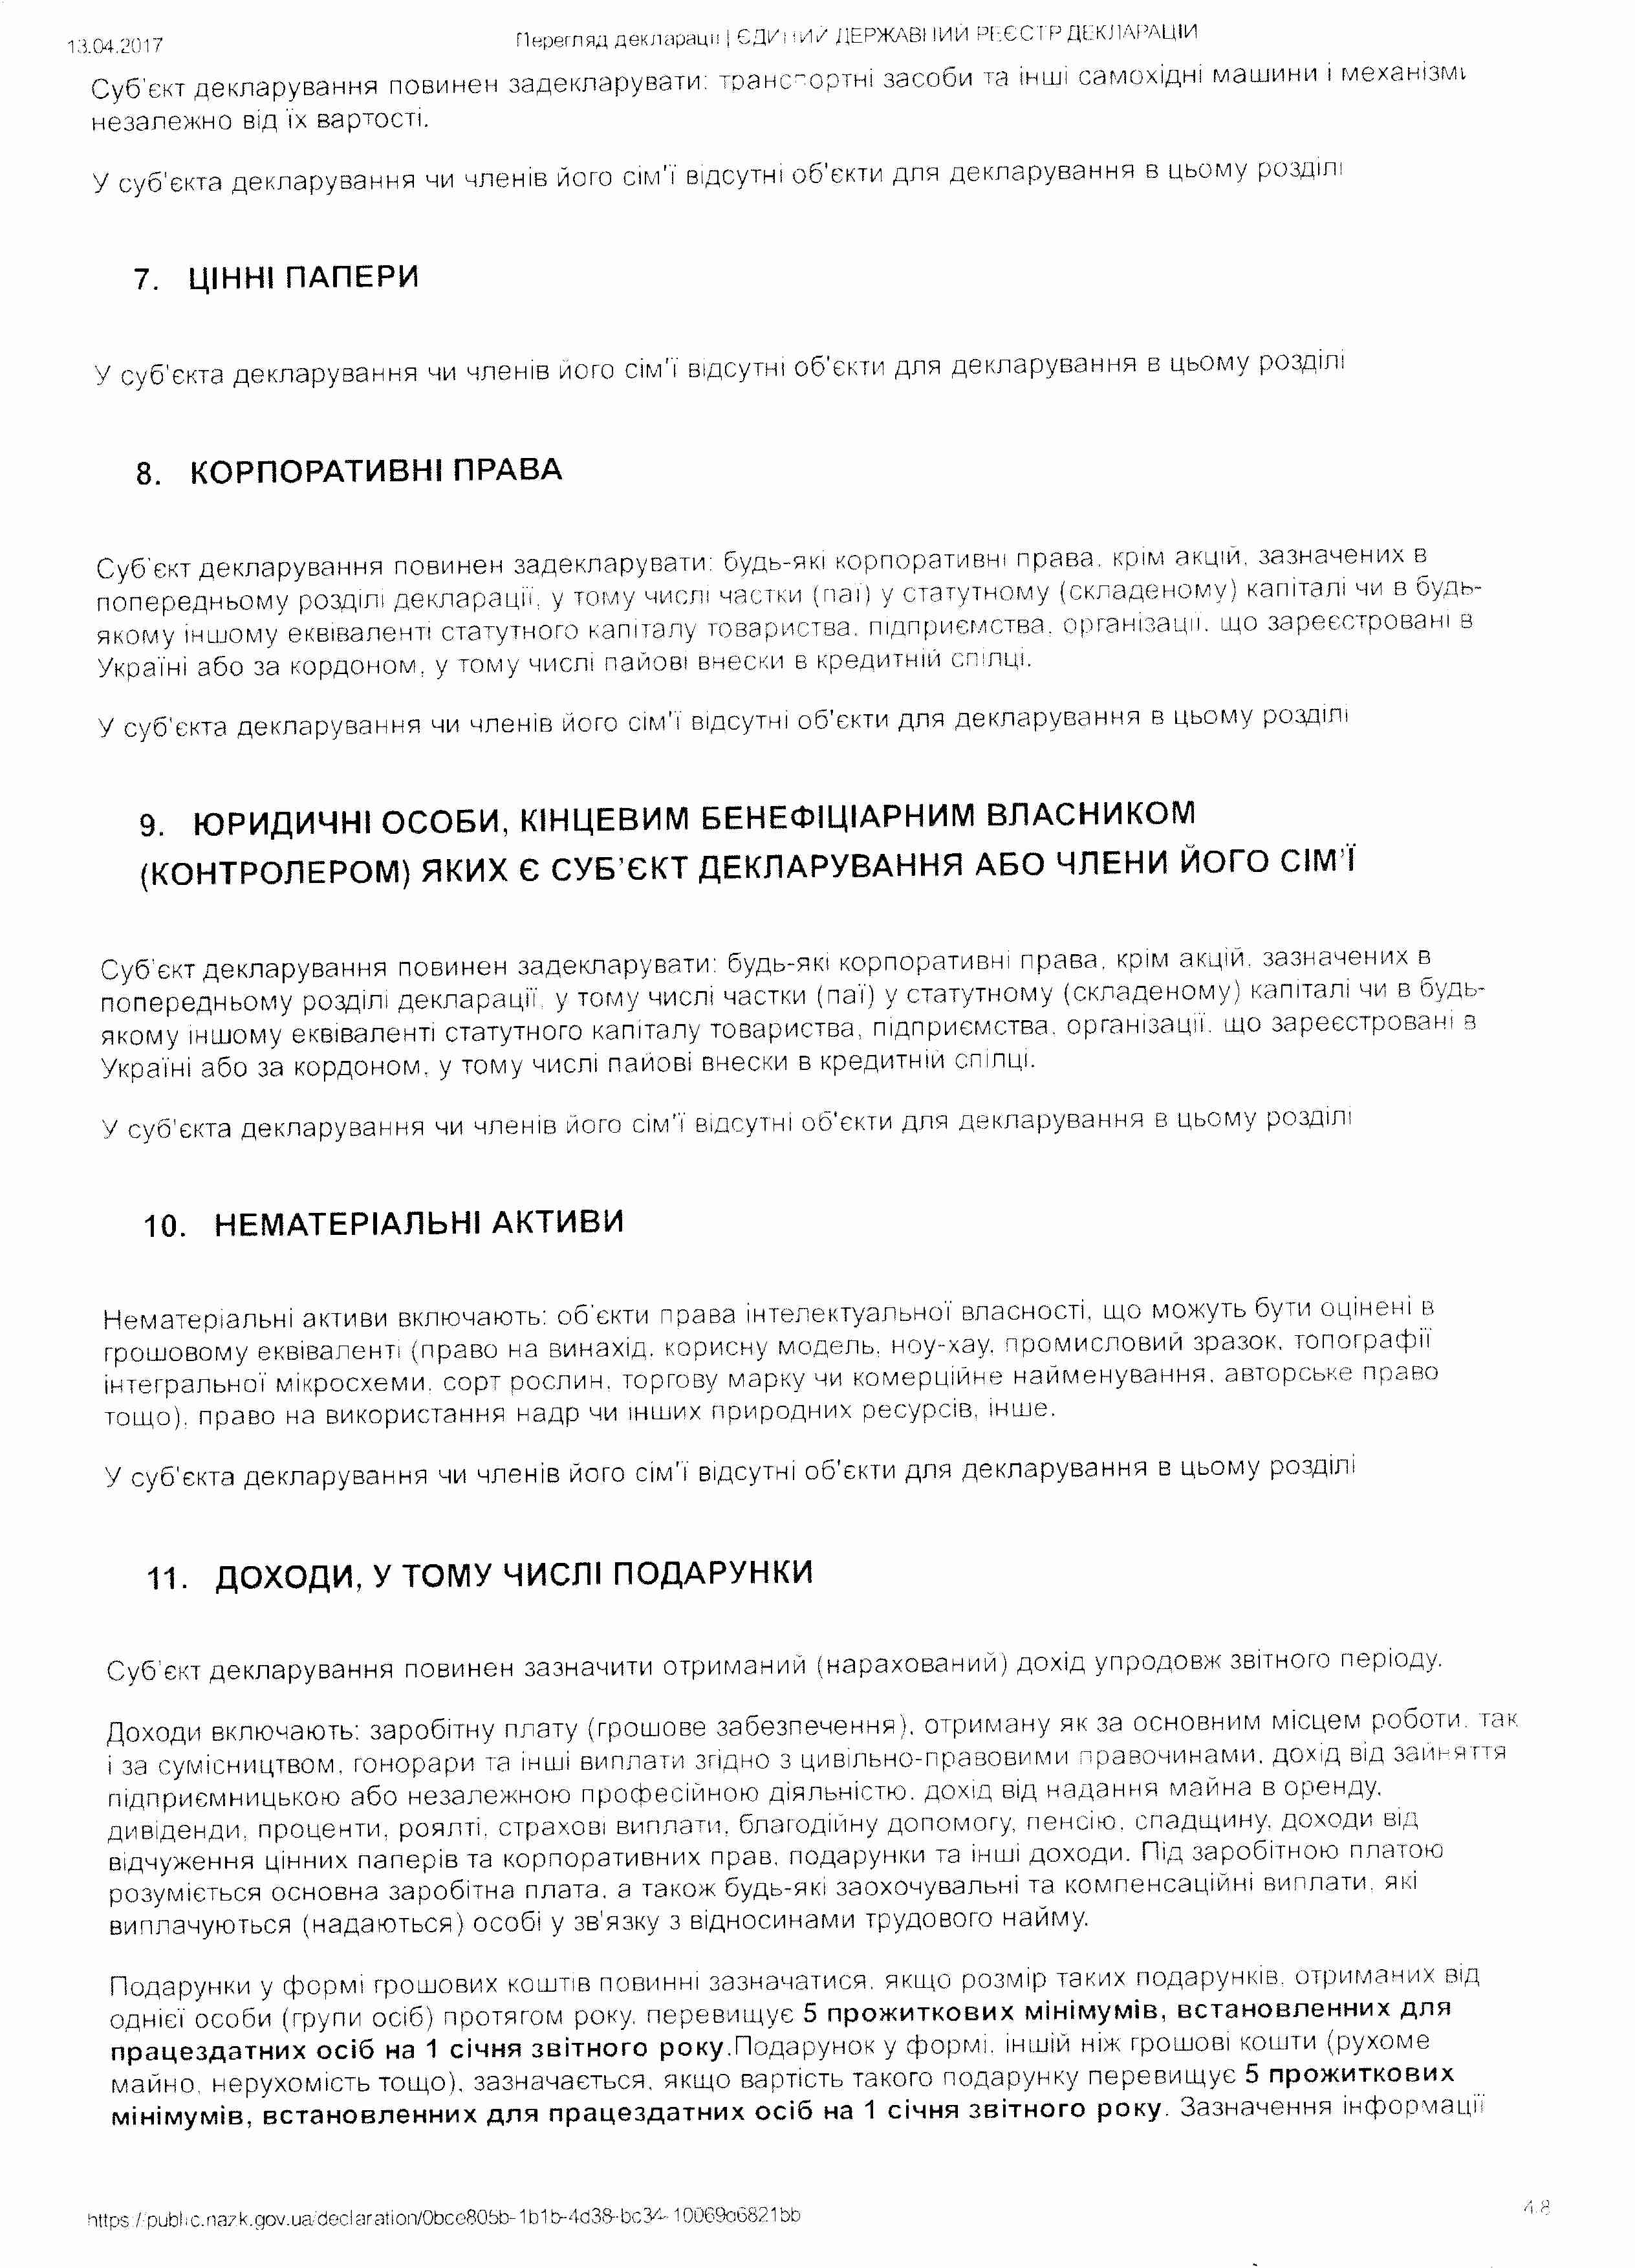 13.04.2017
Перегляд декларації | ЄДИНИЙ ДЕРЖАВНИЙ РЕЄСТР ДЕКЛАРАЦІЙ
Суб'єкт декларування повинен задекларувати: транспортні засоби та інші самохідні машини і механізми
незалежно від їх вартості.
У суб'єкта декларування чи членів його сім'ї відсутні об'єкти для декларування в цьому розділі
7. ЦІННІ ПАПЕРИ
У суб'єкта декларування чи членів його сім'ї відсутні об'єкти для декларування в цьому розділі
8. КОРПОРАТИВНІ ПРАВА
Суб'єкт декларування повинен задекларувати: будь-які корпоративні права, крім акцій, зазначених в
попередньому розділі декларації, у тому числі частки (паї) у статутному (складеному) капіталі чи в будь-
якому іншому еквіваленті статутного капіталу товариства, підприємства, організації, що зареєстровані в
Україні або за кордоном, у тому числі пайові внески в кредитній спілці.
У суб'єкта декларування чи членів його сім'ї відсутні об'єкти для декларування в цьому розділі
9. ЮРИДИЧНІ ОСОБИ, КІНЦЕВИМ БЕНЕФІЦІАРНИМ ВЛАСНИКОМ
(КОНТРОЛЕРОМ) ЯКИХ Є СУБ'ЄКТ ДЕКЛАРУВАННЯ АБО ЧЛЕНИ ЙОГО СІМ'Ї
Суб'єкт декларування повинен задекларувати: будь-які корпоративні права, крім акцій, зазначених в
попередньому розділі декларації, у тому числі частки (паї) у статутному (складеному) капіталі чи в будь-
якому іншому еквіваленті статутного капіталу товариства, підприємства, організації, що зареєстровані в
Україні або за кордоном, у тому числі пайові внески в кредитній спілці.
У суб'єкта декларування чи членів його сім'ї відсутні об'єкти для декларування в цьому розділі
10. НЕМАТЕРІАЛЬНІ АКТИВИ
Нематеріальні активи включають: об'єкти права інтелектуальної власності, що можуть бути оцінені в
грошовому еквіваленті (право на винахід, корисну модель, ноу-хау, промисловий зразок, топографії
інтегральної мікросхеми, сорт рослин, торгову марку чи комерційне найменування, авторське право
тощо), право на використання надр чи інших природних ресурсів, інше.
У суб'єкта декларування чи членів його сім'ї відсутні об'єкти для декларування в цьому розділі
11. ДОХОДИ, У ТОМУ ЧИСЛІ ПОДАРУНКИ
Суб'єкт декларування повинен зазначити отриманий (нарахований) дохід упродовж звітного періоду.
Доходи включають: заробітну плату (грошове забезпечення), отриману як за основним місцем роботи, так
і за сумісництвом, гонорари та інші виплати згідно з цивільно-правовими правочинами, дохід від зайняття
підприємницькою або незалежною професійною діяльністю, дохід від надання майна в оренду,
дивіденди, проценти, роялті, страхові виплати, благодійну допомогу, пенсію, спадщину, доходи від
відчуження цінних паперів та корпоративних прав, подарунки та інші доходи. Під заробітною платою
розуміється основна заробітна плата, а також будь-які заохочувальні та компенсаційні виплати, які
виплачуються (надаються) особі у зв'язку з відносинами трудового найму.
Подарунки у формі грошових коштів повинні зазначатися, якщо розмір таких подарунків, отриманих від
однієї особи (групи осіб) протягом року, перевищує 5 прожиткових мінімумів, встановленних для
працездатних осіб на 1 січня звітного року.Подарунок у формі, іншій ніж грошові кошти (рухоме
майно, нерухомість тощо), зазначається, якщо вартість такого подарунку перевищує 5 прожиткових
мінімумів, встановленних для працездатних осіб на 1 січня звітного року. Зазначення інформації
https://public.nazk.gov.ua/declaration/0bce805b-1b1b-4d38-bc34-10069c6821bb
4/8